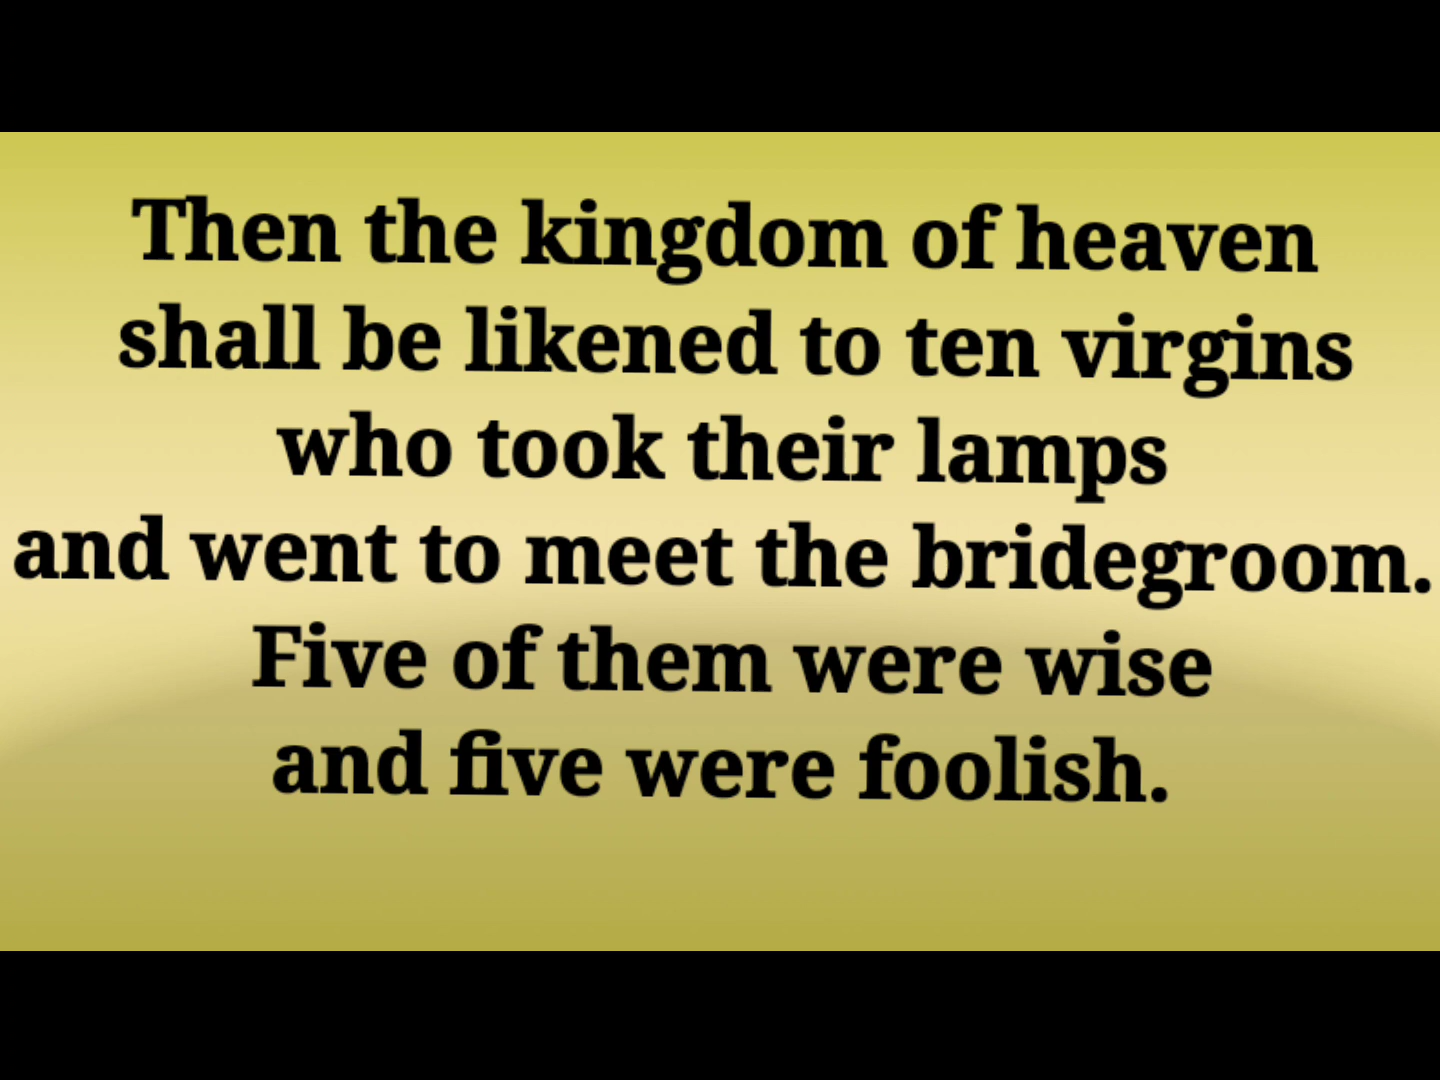 Then the kingdom of heaven
shall be likened to ten virgins
who took their lamps
and went to meet the bridegroom.
Five of them were wise
and five were foolish.